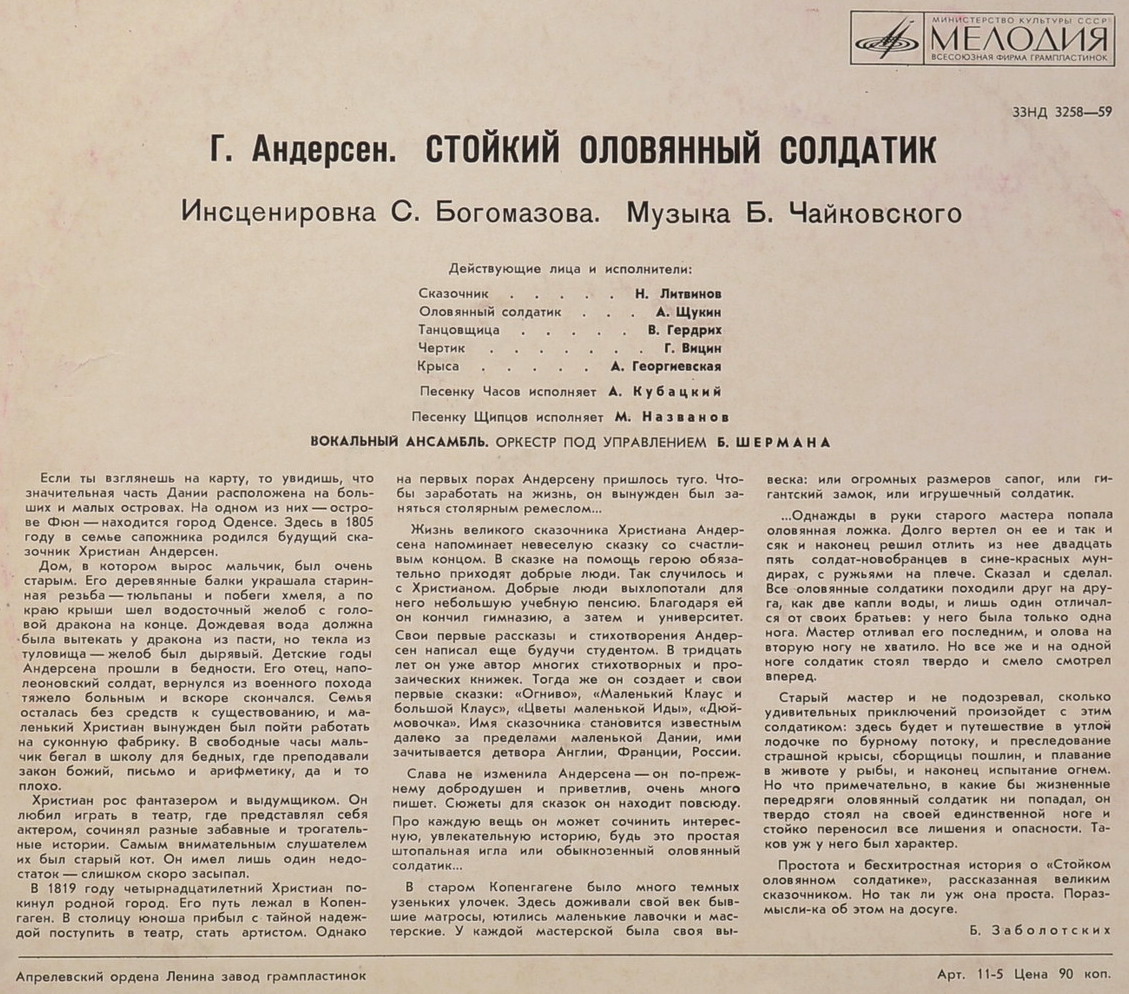 МИНИСТЕРСТВО КУЛЬТУРЫ СССР
МЕЛОДИЯ
ВСЕСОЮЗНАЯ ФИРМА ГРАМПЛАСТИНОК
33НД 3258—59
Г. Андерсен. СТОЙКИЙ ОЛОВЯННЫЙ СОЛДАТИК
Инсценировка С. Богомазова. Музыка Б. Чайковского
Действующие лица и исполнители:
Сказочник . . . . . Н. Литвинов
Оловянный солдатик . . . А. Щукин
Танцовщица . . . . . В. Гердрих
Чертик . . . . . . . Г. Вицин
Крыса . . . . . А. Георгиевская
Песенку Часов исполняет А. Кубацкий
Песенку Щипцов исполняет М. Названов
ВОКАЛЬНЫЙ АНСАМБЛЬ. ОРКЕСТР ПОД УПРАВЛЕНИЕМ Б. ШЕРМАНА
Если ты взглянешь на карту, то увидишь, что
значительная часть Дании расположена на боль-
ших и малых островах. На одном из них — остро-
ве Фюн — находится город Оденсе. Здесь в 1805
году в семье сапожника родился будущий ска-
зочник Христиан Андерсен.
Дом, в котором вырос мальчик, был очень
старым. Его деревянные балки украшала старин-
ная резьба — тюльпаны и побеги хмеля, а по
краю крыши шел водосточный желоб с голо-
вой дракона на конце. Дождевая вода должна
была вытекать у дракона из пасти, но текла из
туловища — желоб был дырявый. Детские годы
Андерсена прошли в бедности. Его отец, напо-
леоновский солдат, вернулся из военного похода
тяжело больным и вскоре скончался. Семья
осталась без средств к существованию, и ма-
ленький Христиан вынужден был пойти работать
на суконную фабрику. В свободные часы маль-
чик бегал в школу для бедных, где преподавали
закон божий, письмо и арифметику, да и то
плохо.
Христиан рос фантазером и выдумщиком. Он
любил играть в театр, где представлял себя
актером, сочинял разные забавные и трогатель-
ные истории. Самым внимательным слушателем
их был старый кот. Он имел лишь один недо-
статок — слишком скоро засыпал.
В 1819 году четырнадцатилетний Христиан по-
кинул родной город. Его путь лежал в Копен-
гаген. В столицу юноша прибыл с тайной надеж-
дой поступить в театр, стать артистом. Однако
на первых порах Андерсену пришлось туго. Что-
бы заработать на жизнь, он вынужден был за-
няться столярным ремеслом...
Жизнь великого сказочника Христиана Андер-
сена напоминает невеселую сказку со счастли-
вым концом. В сказке на помощь герою обяза-
тельно приходят добрые люди. Так случилось и
с Христианом. Добрые люди выхлопотали для
него небольшую учебную пенсию. Благодаря ей
он кончил гимназию, а затем и университет.
Свои первые рассказы и стихотворения Андер-
сен написал еще будучи студентом. В тридцать
лет он уже автор многих стихотворных и про-
заических книжек. Тогда же он создает и свои
первые сказки: «Огниво», «Маленький Клаус и
большой Клаус», «Цветы маленькой Иды», «Дюй-
мовочка». Имя сказочника становится известным
далеко за пределами маленькой Дании, ими
зачитывается детвора Англии, Франции, России.
Слава не изменила Андерсена — он по-преж-
нему добродушен и приветлив, очень много
пишет. Сюжеты для сказок он находит повсюду.
Про каждую вещь он может сочинить интерес-
ную, увлекательную историю, будь это простая
штопальная игла или обыкнозенный оловянный
солдатик...
В старом Копенгагене было много темных
узеньких улочек. Здесь доживали свой век быв-
шие матросы, ютились маленькие лавочки и мас-
терские. У каждой мастерской была своя вы-
веска: или огромных размеров сапог, или ги-
гантский замок, или игрушечный солдатик.
...Однажды в руки старого мастера попала
оловянная ложка. Долго вертел он ее и так и
сяк и наконец решил отлить из нее двадцать
пять солдат-новобранцев в сине-красных мун-
дирах, с ружьями на плече. Сказал и сделал.
Все оловянные солдатики походили друг на дру-
га, как две капли воды, и лишь один отличал-
ся от своих братьев: у него была только одна
нога. Мастер отливал его последним, и олова на
вторую ногу не хватило. Но все же и на одной
ноге солдатик стоял твердо и смело смотрел
вперед.
Старый мастер и не подозревал, сколько
удивительных приключений произойдет с этим
солдатиком: здесь будет и путешествие в утлой
лодочке по бурному потоку, и преследование
страшной крысы, сборщицы пошлин, и плавание
в животе у рыбы, и наконец испытание огнем.
Но что примечательно, в какие бы жизненные
передряги оловянный солдатик ни попадал, он
твердо стоял на своей единственной ноге и
стойко переносил все лишения и опасности. Та-
ков уж у него был характер.
Простота и бесхитростная история о «Стойком
оловянном солдатике», рассказанная великим
сказочником. Но так ли уж она проста. Пораз-
мысли-ка об этом на досуге.
Б. Заболотских
Апрелевский ордена Ленина завод грампластинок
Арт. 11-5 Цена 90 коп.